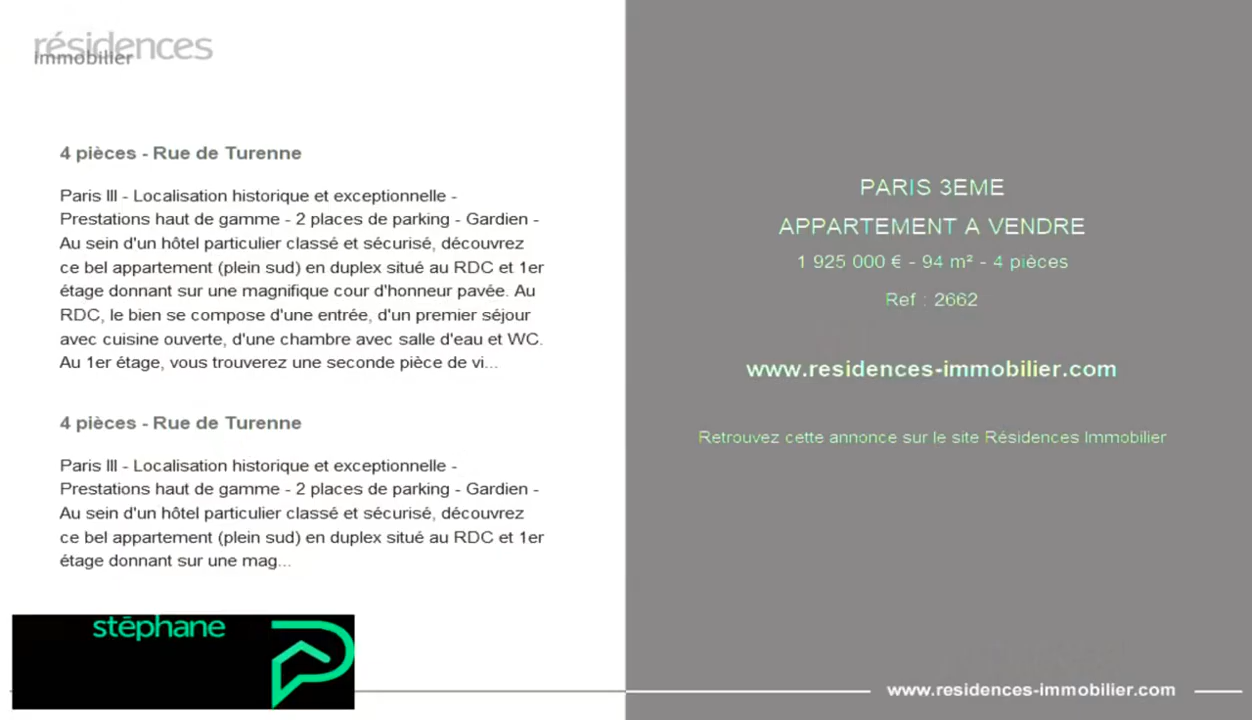 résidences
immobilier
4 pièces - Rue de Turenne
Paris III - Localisation historique et exceptionnelle -
Prestations haut de gamme - 2 places de parking - Gardien -
Au sein d'un hôtel particulier classé et sécurisé, découvrez
ce bel appartement (plein sud) en duplex situé au RDC et 1er
étage donnant sur une magnifique cour d'honneur pavée. Au
RDC, le bien se compose d'une entrée, d'un premier séjour
avec cuisine ouverte, d'une chambre avec salle d'eau et WC.
Au 1er étage, vous trouverez une seconde pièce de vi...
4 pièces - Rue de Turenne
Paris III - Localisation historique et exceptionnelle -
Prestations haut de gamme - 2 places de parking - Gardien -
Au sein d'un hôtel particulier classé et sécurisé, découvrez
ce bel appartement (plein sud) en duplex situé au RDC et 1er
étage donnant sur une mag...
stéphane
PARIS 3EME
APPARTEMENT A VENDRE
1 925 000 € - 94 m² - 4 pièces
Ref : 2662
www.residences-immobilier.com
Retrouvez cette annonce sur le site Résidences Immobilier
www.residences-immobilier.com